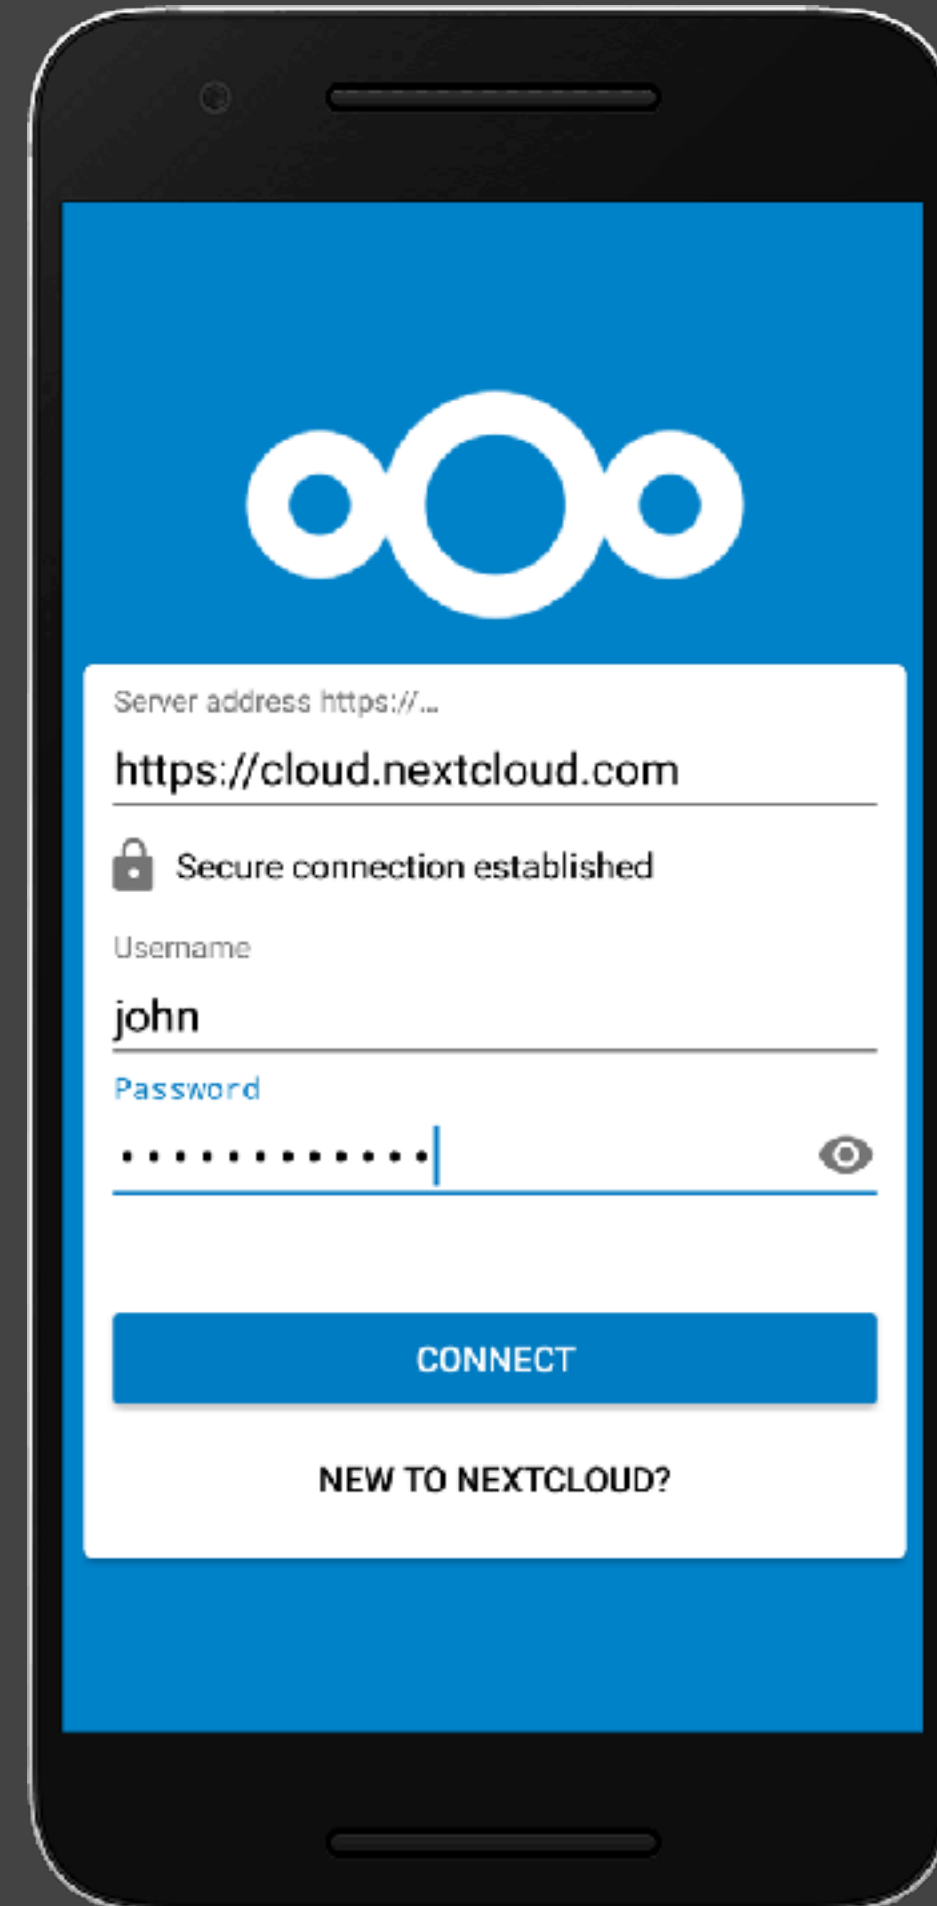 Server address https://…
https://cloud.nextcloud.com
Secure connection established
Username
john
Password
••••••••••••
CONNECT
NEW TO NEXTCLOUD?